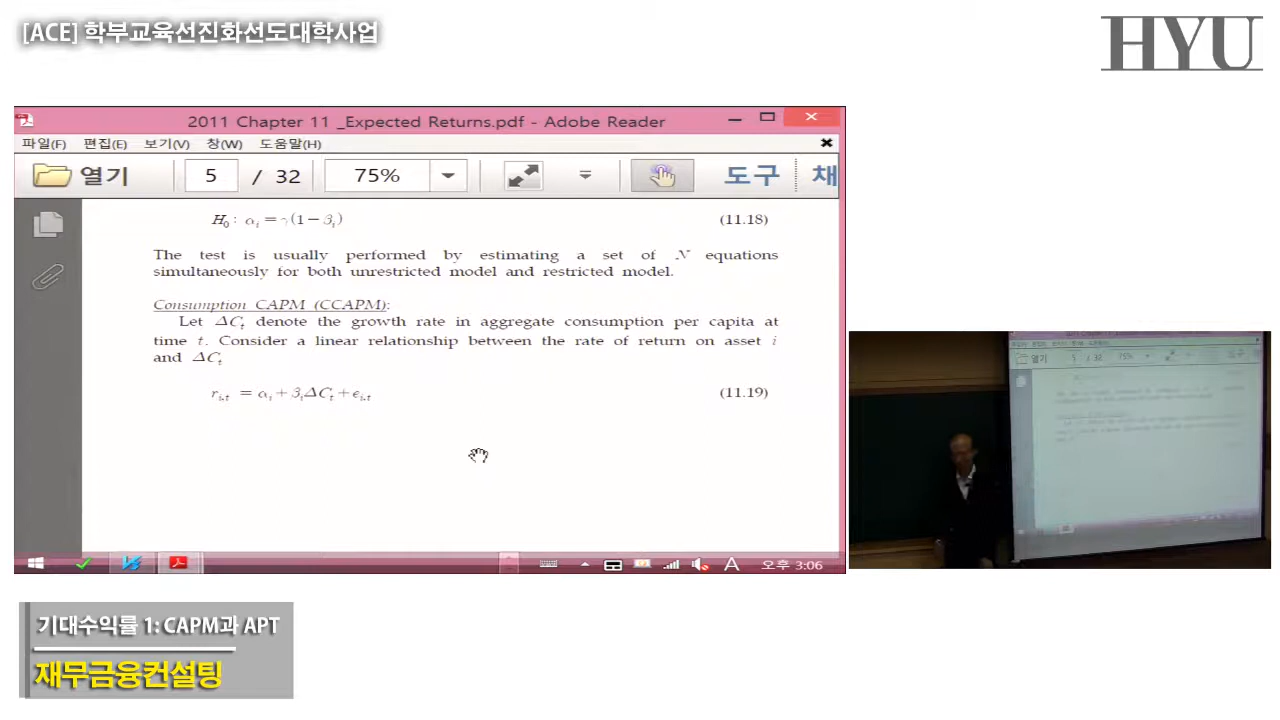 [ACE] 학부교육선진화선도대학사업
HYU
2011 Chapter 11 _Expected Returns.pdf - Adobe Reader
파일(F) 편집(E) 보기(V) 창(W) 도움말(H)
열기 5 / 32 75% 도구 채
H₀ : αᵢ = γ(1 − βᵢ) (11.18)
The test is usually performed by estimating a set of N equations
simultaneously for both unrestricted model and restricted model.
Consumption CAPM (CCAPM):
Let ΔCₜ denote the growth rate in aggregate consumption per capita at
time t. Consider a linear relationship between the rate of return on asset i
and ΔCₜ
rᵢ,ₜ = αᵢ + βᵢΔCₜ + ϵᵢ,ₜ (11.19)
A 오후 3:06
열기 5 / 32 75%
기대수익률 1: CAPM과 APT
재무금융컨설팅